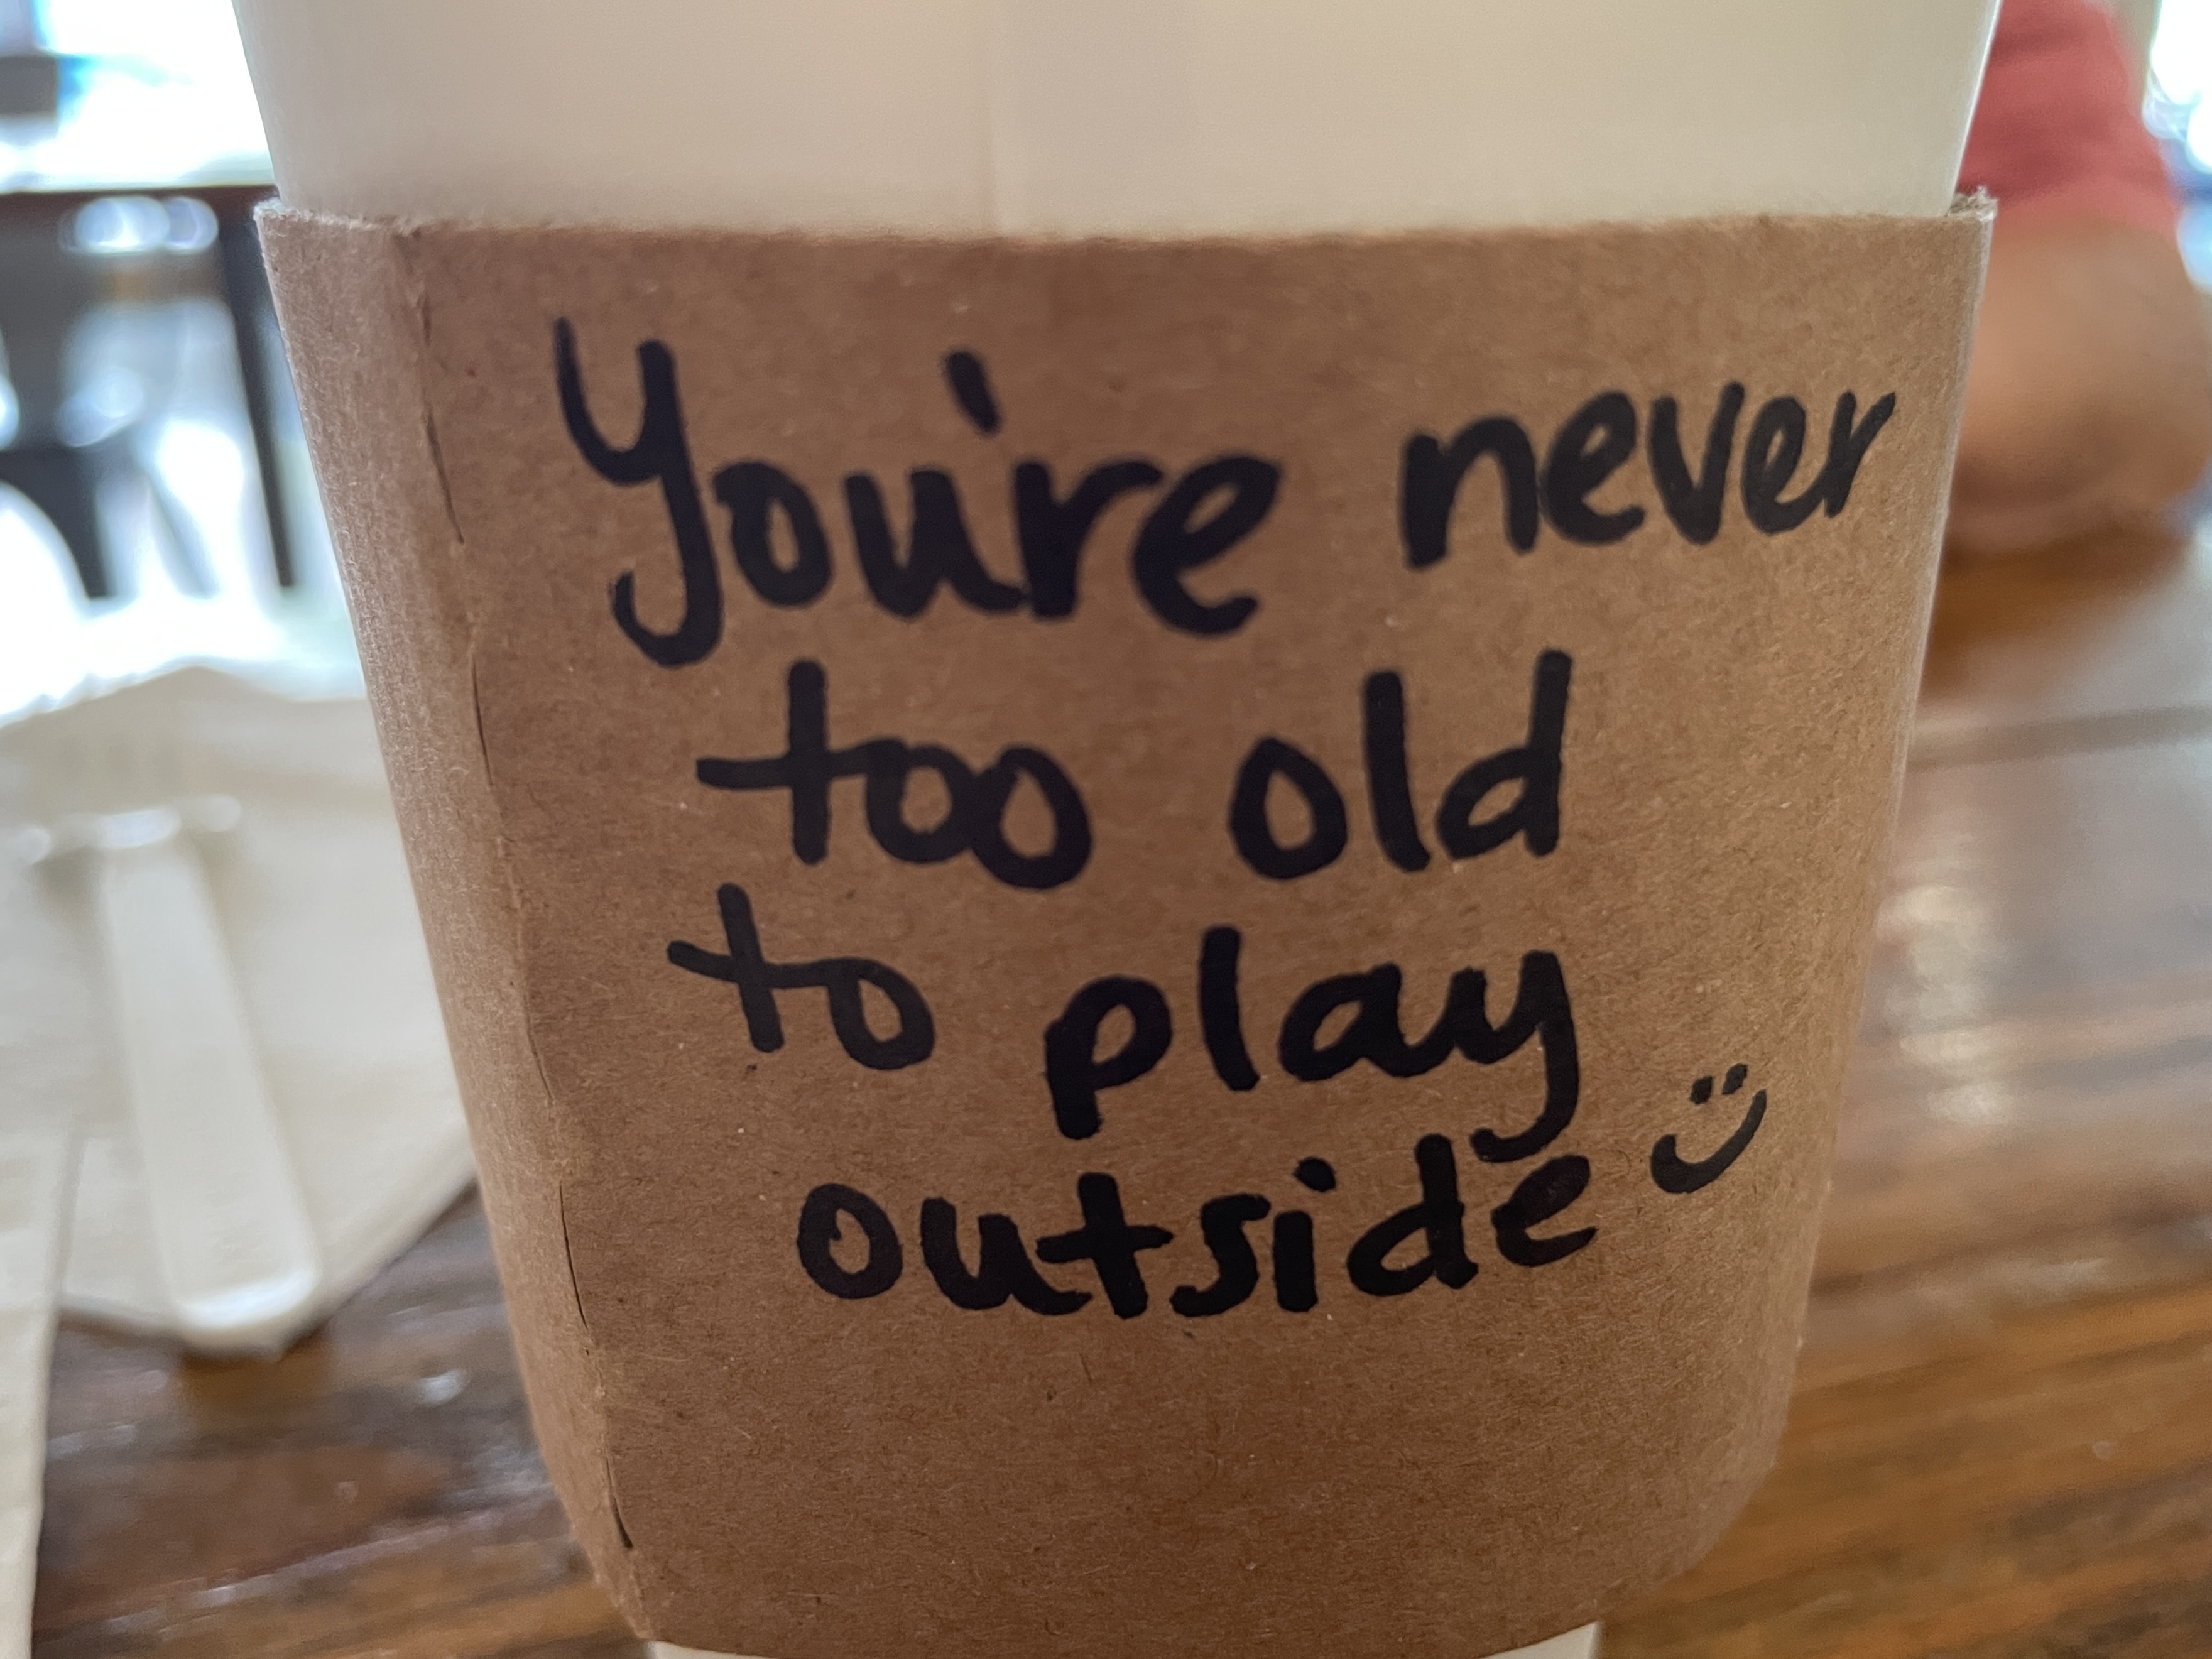 You're never
too old
to play
outside